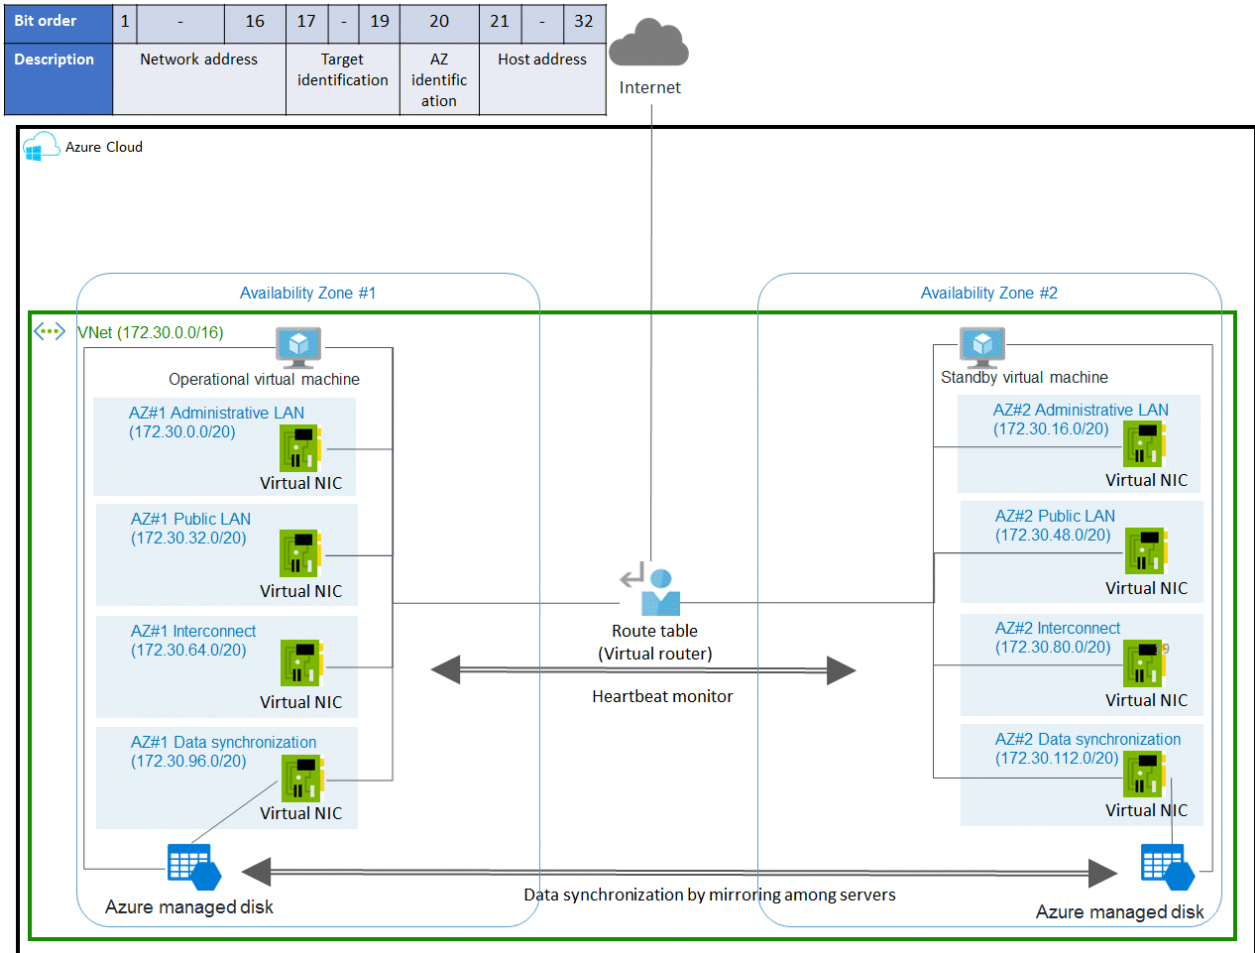 Bit order 1 - 16 17 - 19 20 21 - 32
Description Network address Target identification AZ identific ation Host address
Internet
Azure Cloud
Availability Zone #1
Availability Zone #2
VNet (172.30.0.0/16)
Operational virtual machine
Standby virtual machine
AZ#1 Administrative LAN
(172.30.0.0/20)
Virtual NIC
AZ#2 Administrative LAN
(172.30.16.0/20)
Virtual NIC
AZ#1 Public LAN
(172.30.32.0/20)
Virtual NIC
AZ#2 Public LAN
(172.30.48.0/20)
Virtual NIC
Route table
(Virtual router)
Heartbeat monitor
AZ#1 Interconnect
(172.30.64.0/20)
Virtual NIC
AZ#2 Interconnect
(172.30.80.0/20)
Virtual NIC
AZ#1 Data synchronization
(172.30.96.0/20)
Virtual NIC
AZ#2 Data synchronization
(172.30.112.0/20)
Virtual NIC
Data synchronization by mirroring among servers
Azure managed disk
Azure managed disk